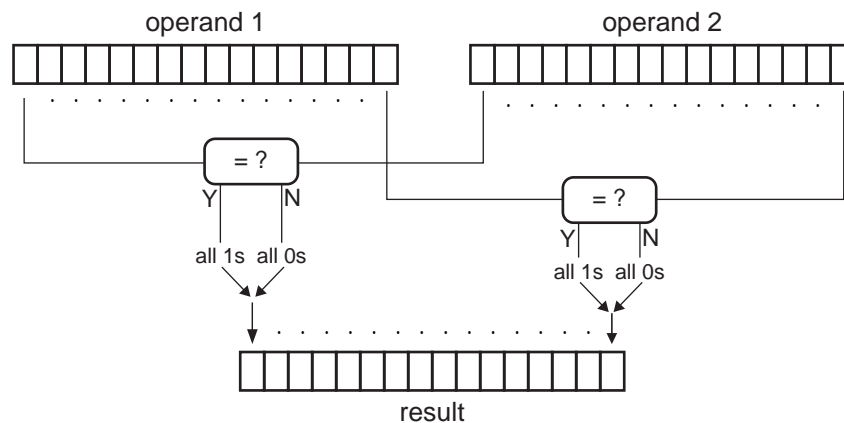 operand 1
operand 2
= ?
Y
N
all 1s
all 0s
= ?
Y
N
all 1s
all 0s
result